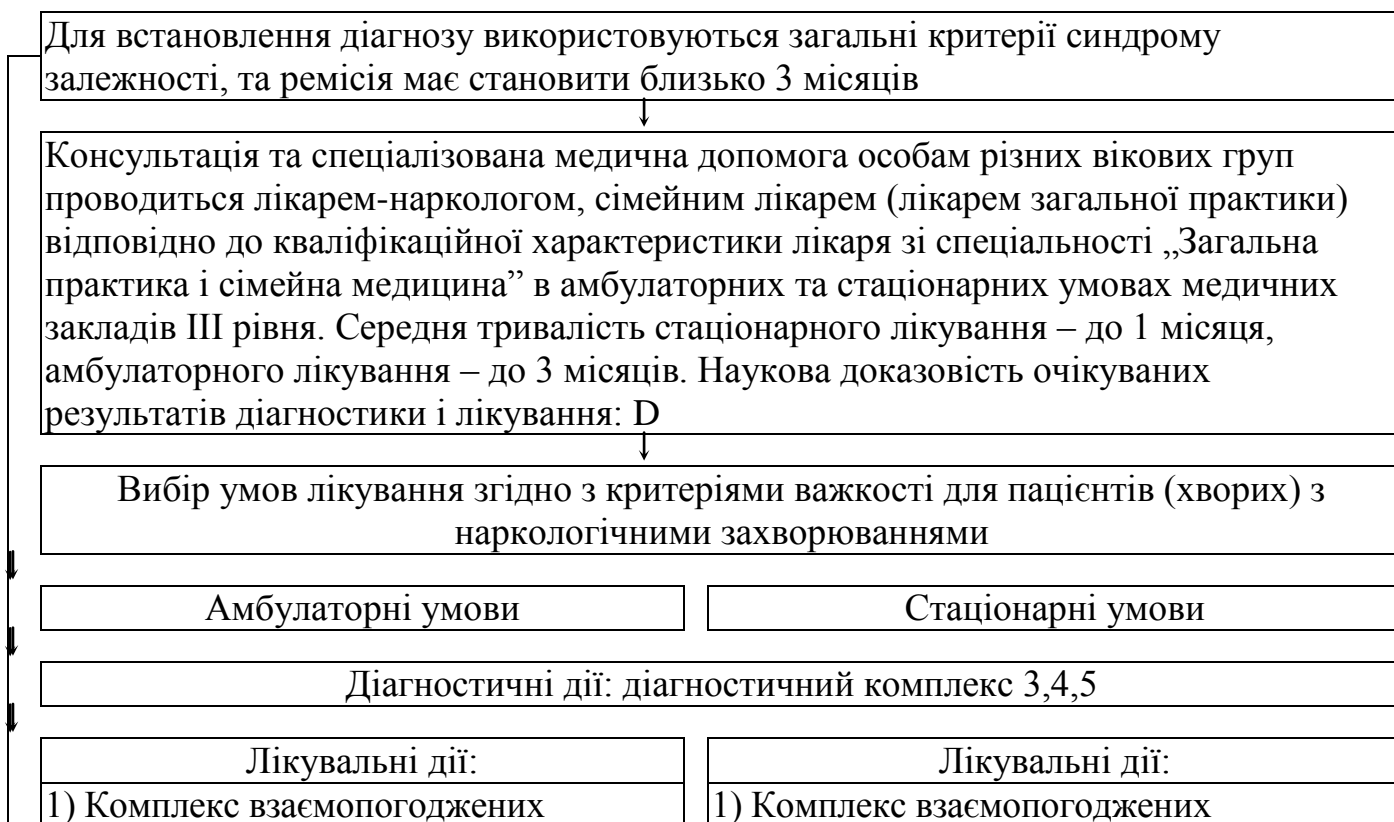 Для встановлення діагнозу використовуються загальні критерії синдрому
залежності, та ремісія має становити близько 3 місяців
Консультація та спеціалізована медична допомога особам різних вікових груп
проводиться лікарем-наркологом, сімейним лікарем (лікарем загальної практики)
відповідно до кваліфікаційної характеристики лікаря зі спеціальності „Загальна
практика і сімейна медицина” в амбулаторних та стаціонарних умовах медичних
закладів III рівня. Середня тривалість стаціонарного лікування – до 1 місяця,
амбулаторного лікування – до 3 місяців. Наукова доказовість очікуваних
результатів діагностики і лікування: D
Вибір умов лікування згідно з критеріями важкості для пацієнтів (хворих) з
наркологічними захворюваннями
Амбулаторні умови
Стаціонарні умови
Діагностичні дії: діагностичний комплекс 3,4,5
Лікувальні дії:
1) Комплекс взаємопогоджених
Лікувальні дії:
1) Комплекс взаємопогоджених